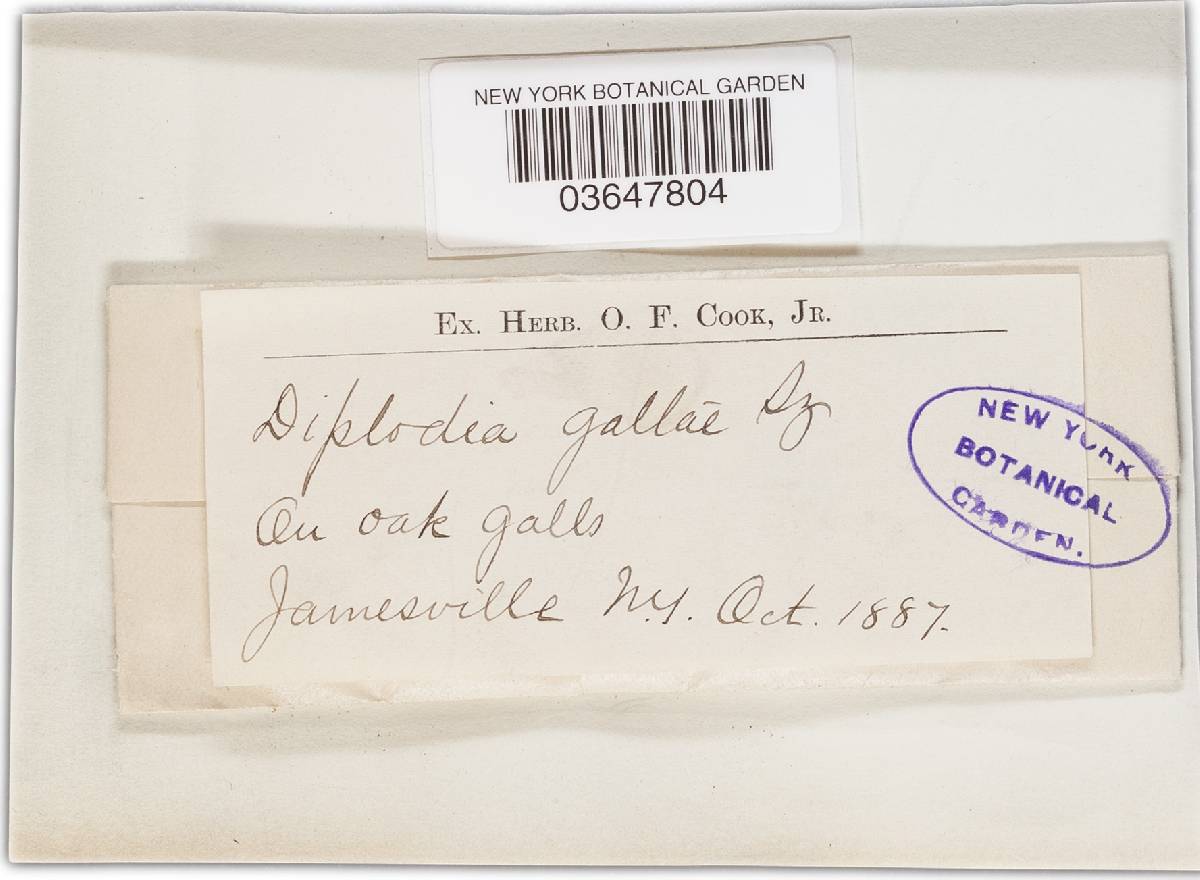 NEW YORK BOTANICAL GARDEN
03647804
Ex. Herb. O. F. Cook, Jr.
Diplodia gallae Sz
On oak galls
Jamesville N.Y. Oct. 1887.
NEW YORK
BOTANICAL
GARDEN.